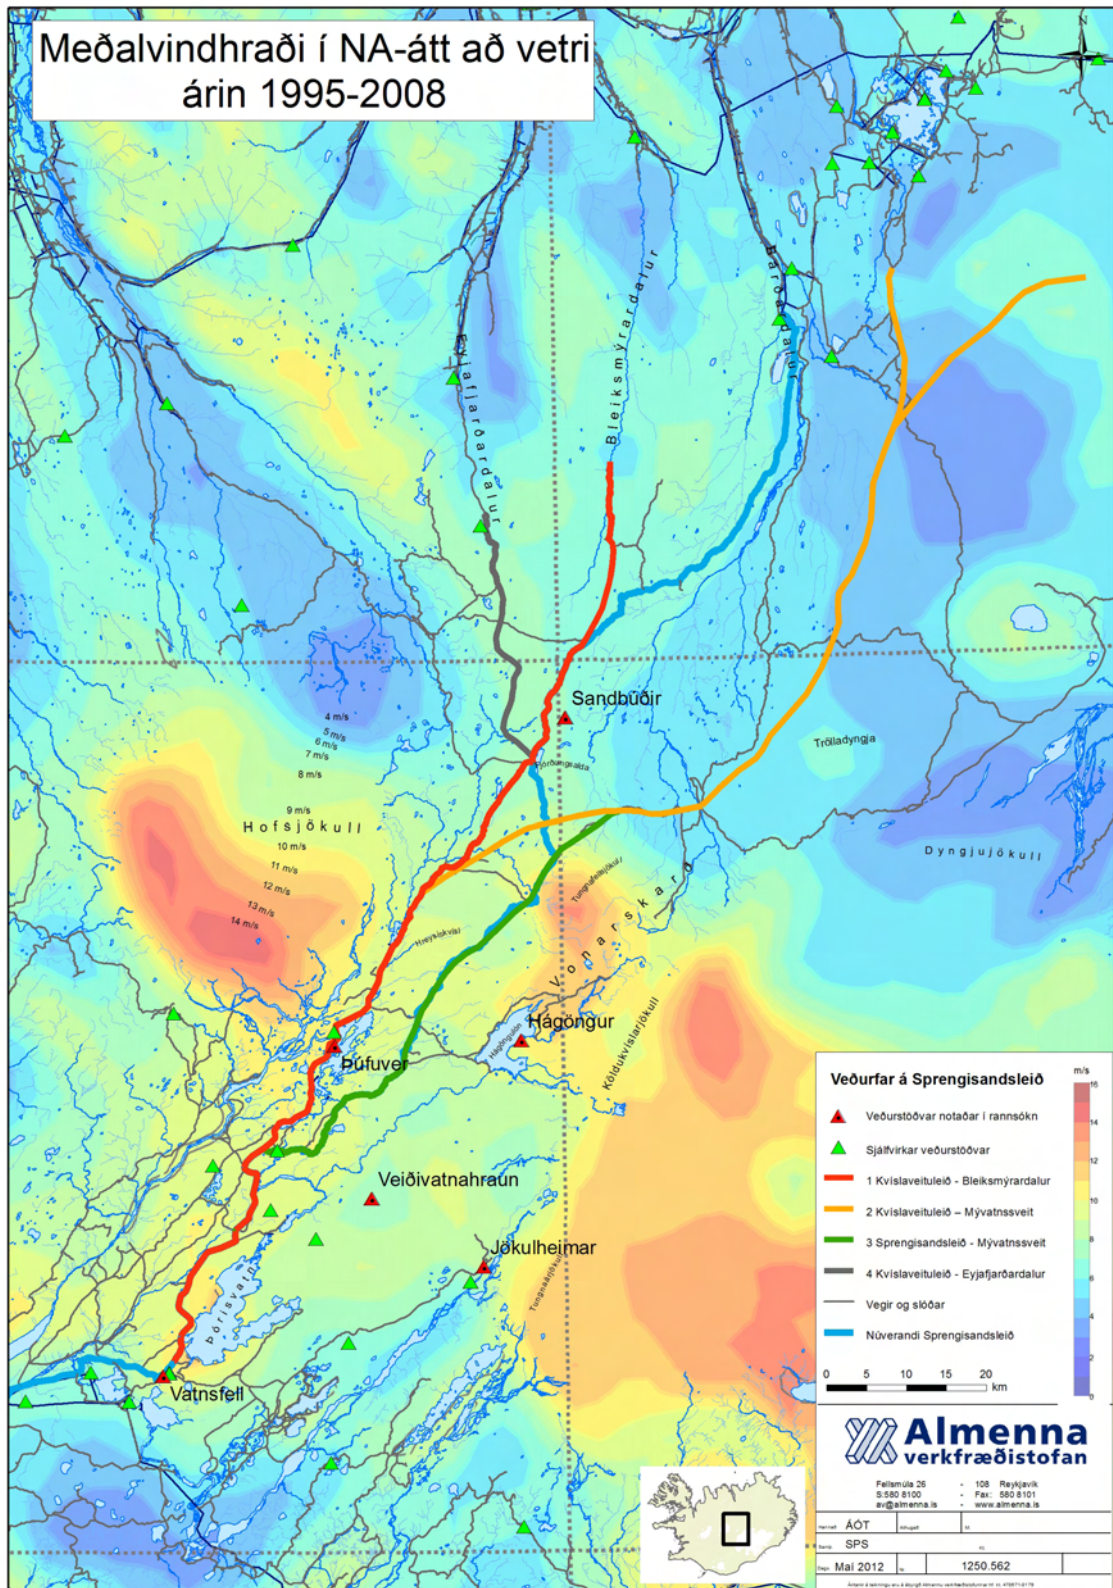 Meðalvindhraði í NA-átt að vetri
árin 1995-2008
N
Eyjafjarðardalur
Bleiksmýrardalur
Bárðardalur
Sandbúðir
4 m/s
5 m/s
6 m/s
7 m/s
8 m/s
9 m/s
Hofsjökull
10 m/s
11 m/s
12 m/s
13 m/s
14 m/s
Fjórðungsalda
Trölladyngja
Dyngjujökull
Tungnafellsjökull
Vonarskarð
Hreysiskvísl
Hágöngur
Hágöngulón
Köldukvíslarjökull
Þúfuver
Veiðivatnahraun
Jökulheimar
Tungnaárjökull
Þórisvatn
Vatnsfell
Veðurfar á Sprengisandsleið
m/s
16
14
12
10
8
6
4
2
0
Veðurstöðvar notaðar í rannsókn
Sjálfvirkar veðurstöðvar
1 Kvíslaveituleið - Bleiksmýrardalur
2 Kvíslaveituleið – Mývatnssveit
3 Sprengisandsleið - Mývatnssveit
4 Kvíslaveituleið - Eyjafjarðardalur
Vegir og slóðar
Núverandi Sprengisandsleið
0 5 10 15 20 km
Almenna
verkfræðistofan
Fellsmúla 26 - 108 Reykjavík
S:580 8100 - Fax: 580 8101
av@almenna.is - www.almenna.is
ÁÓT
SPS
Maí 2012 1250.562